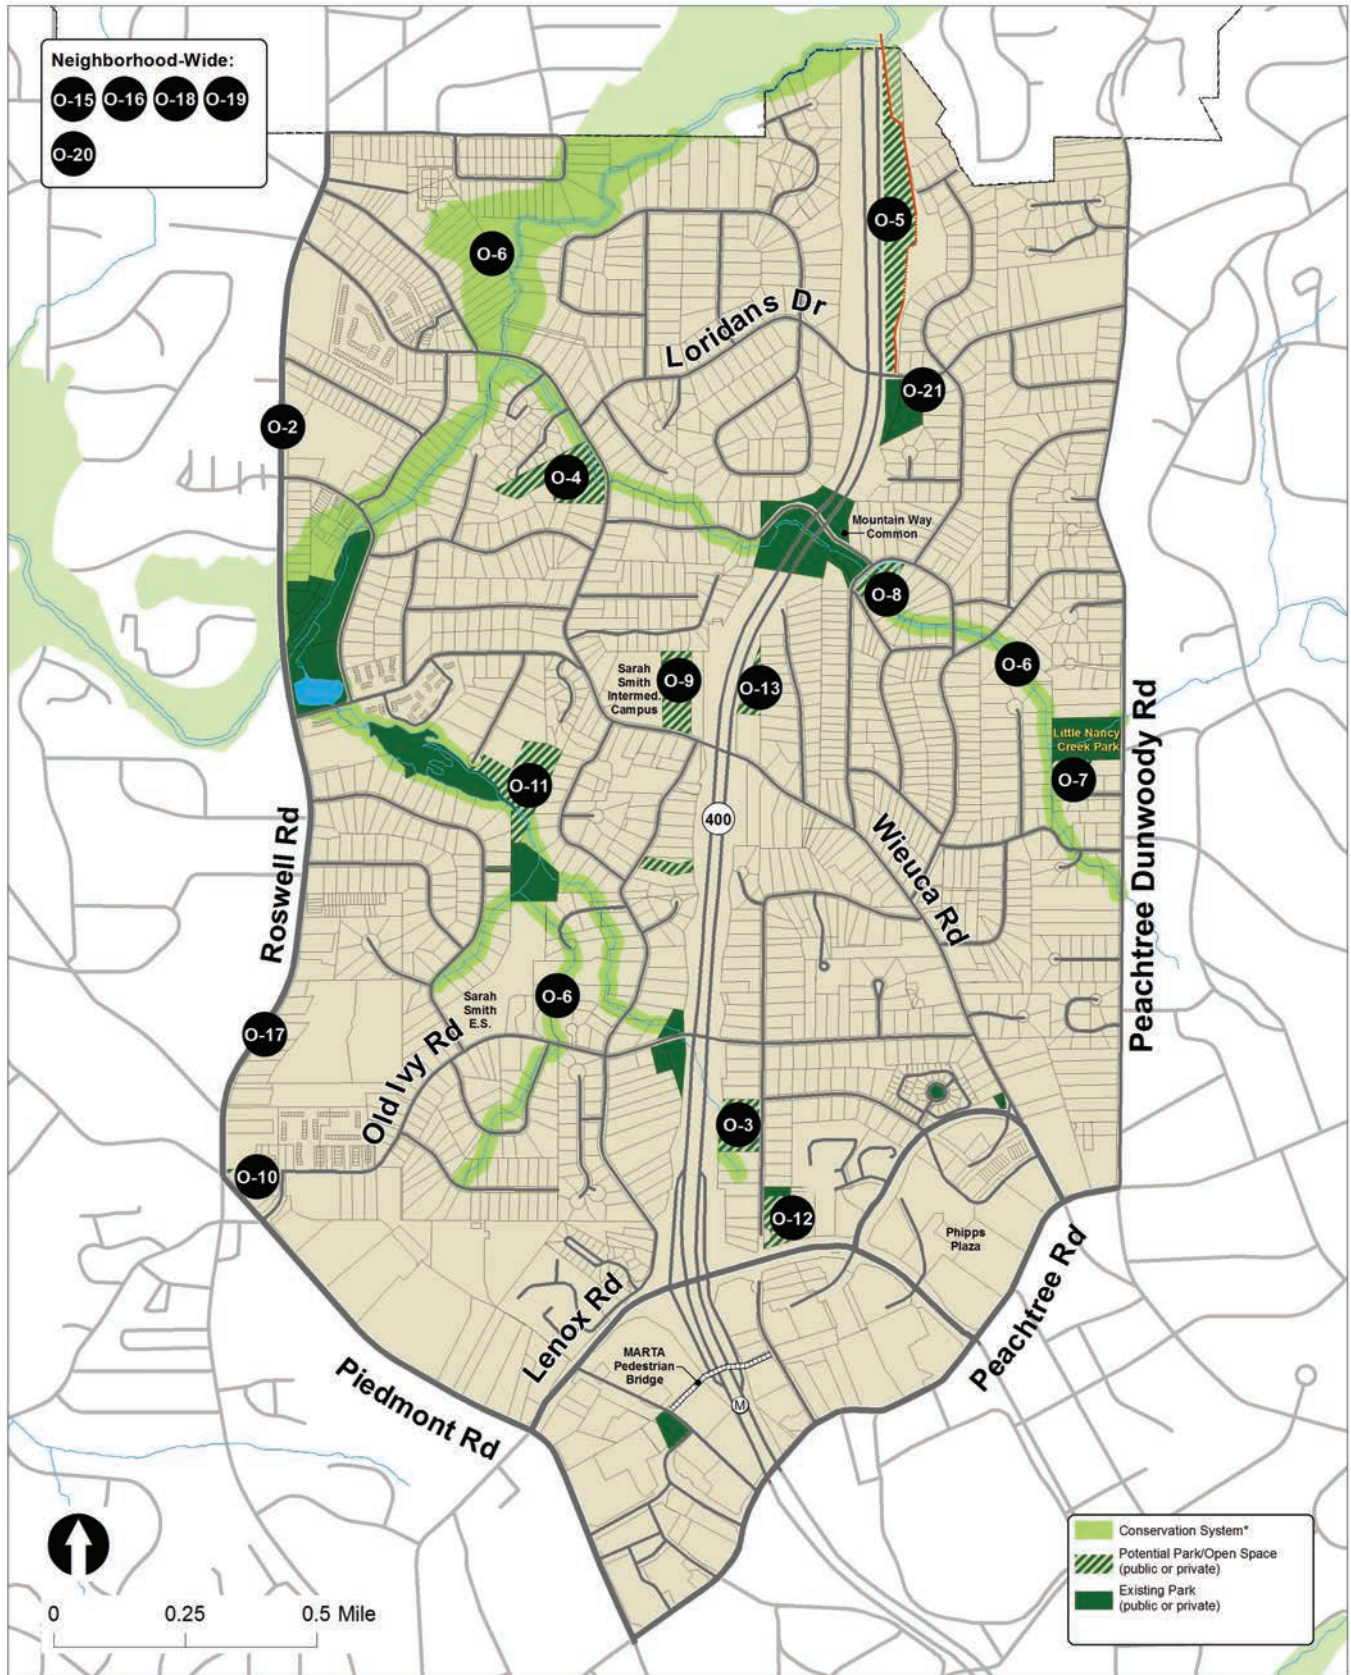 Neighborhood-Wide:
O-15 O-16 O-18 O-19
O-20
O-5
O-6
Loridans Dr
O-21
O-2
O-4
Mountain Way
Common
O-8
O-6
Sarah
Smith
Intermed.
Campus
O-9
O-13
Little Nancy
Creek Park
O-7
O-11
400
Roswell Rd
Wieuca Rd
Peachtree Dunwoody Rd
Sarah
Smith
E.S.
O-6
O-17
Old Ivy Rd
O-3
O-10
O-12
Phipps
Plaza
Lenox Rd
Peachtree Rd
MARTA
Pedestrian
Bridge
M
Piedmont Rd
Conservation System*
Potential Park/Open Space
(public or private)
Existing Park
(public or private)
0 0.25 0.5 Mile